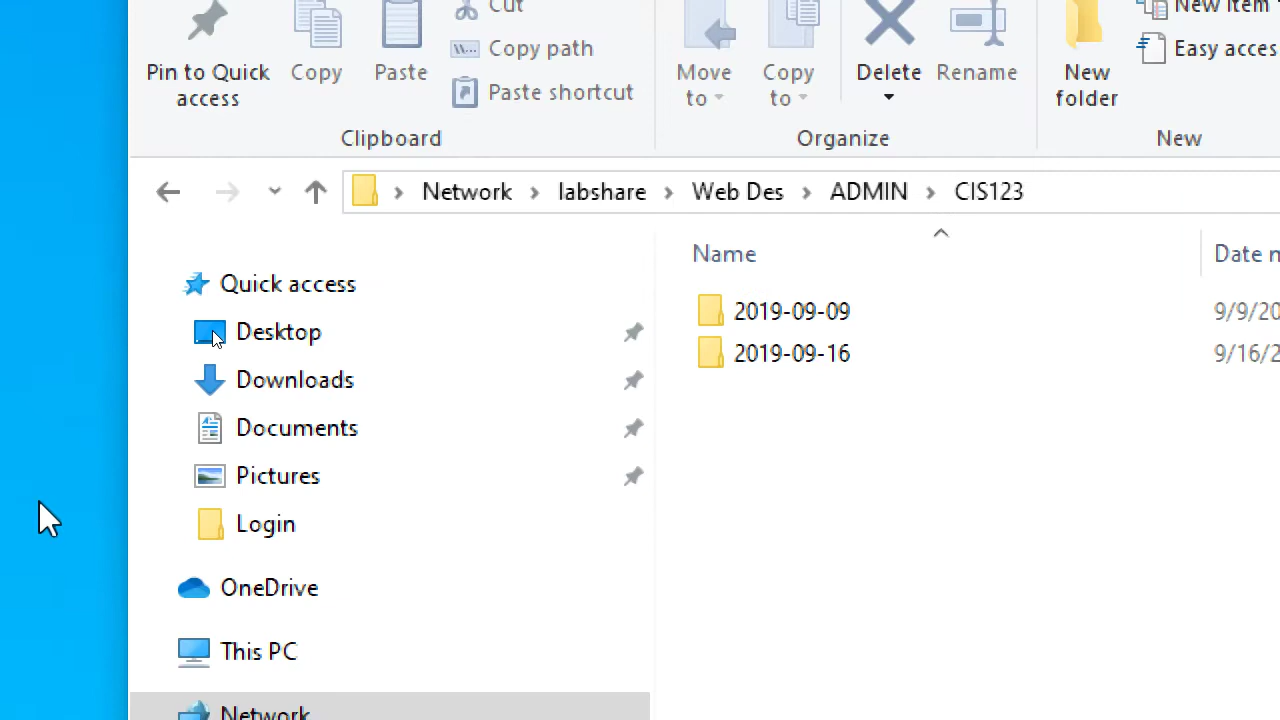 Cut
New item
Copy path
Easy acces
Pin to Quick access
Copy
Paste
Paste shortcut
Move to
Copy to
Delete
Rename
New folder
Clipboard
Organize
New
Network > labshare > Web Des > ADMIN > CIS123
Name
Date m
Quick access
Desktop
Downloads
Documents
Pictures
Login
OneDrive
This PC
Network
2019-09-09
9/9/20
2019-09-16
9/16/2